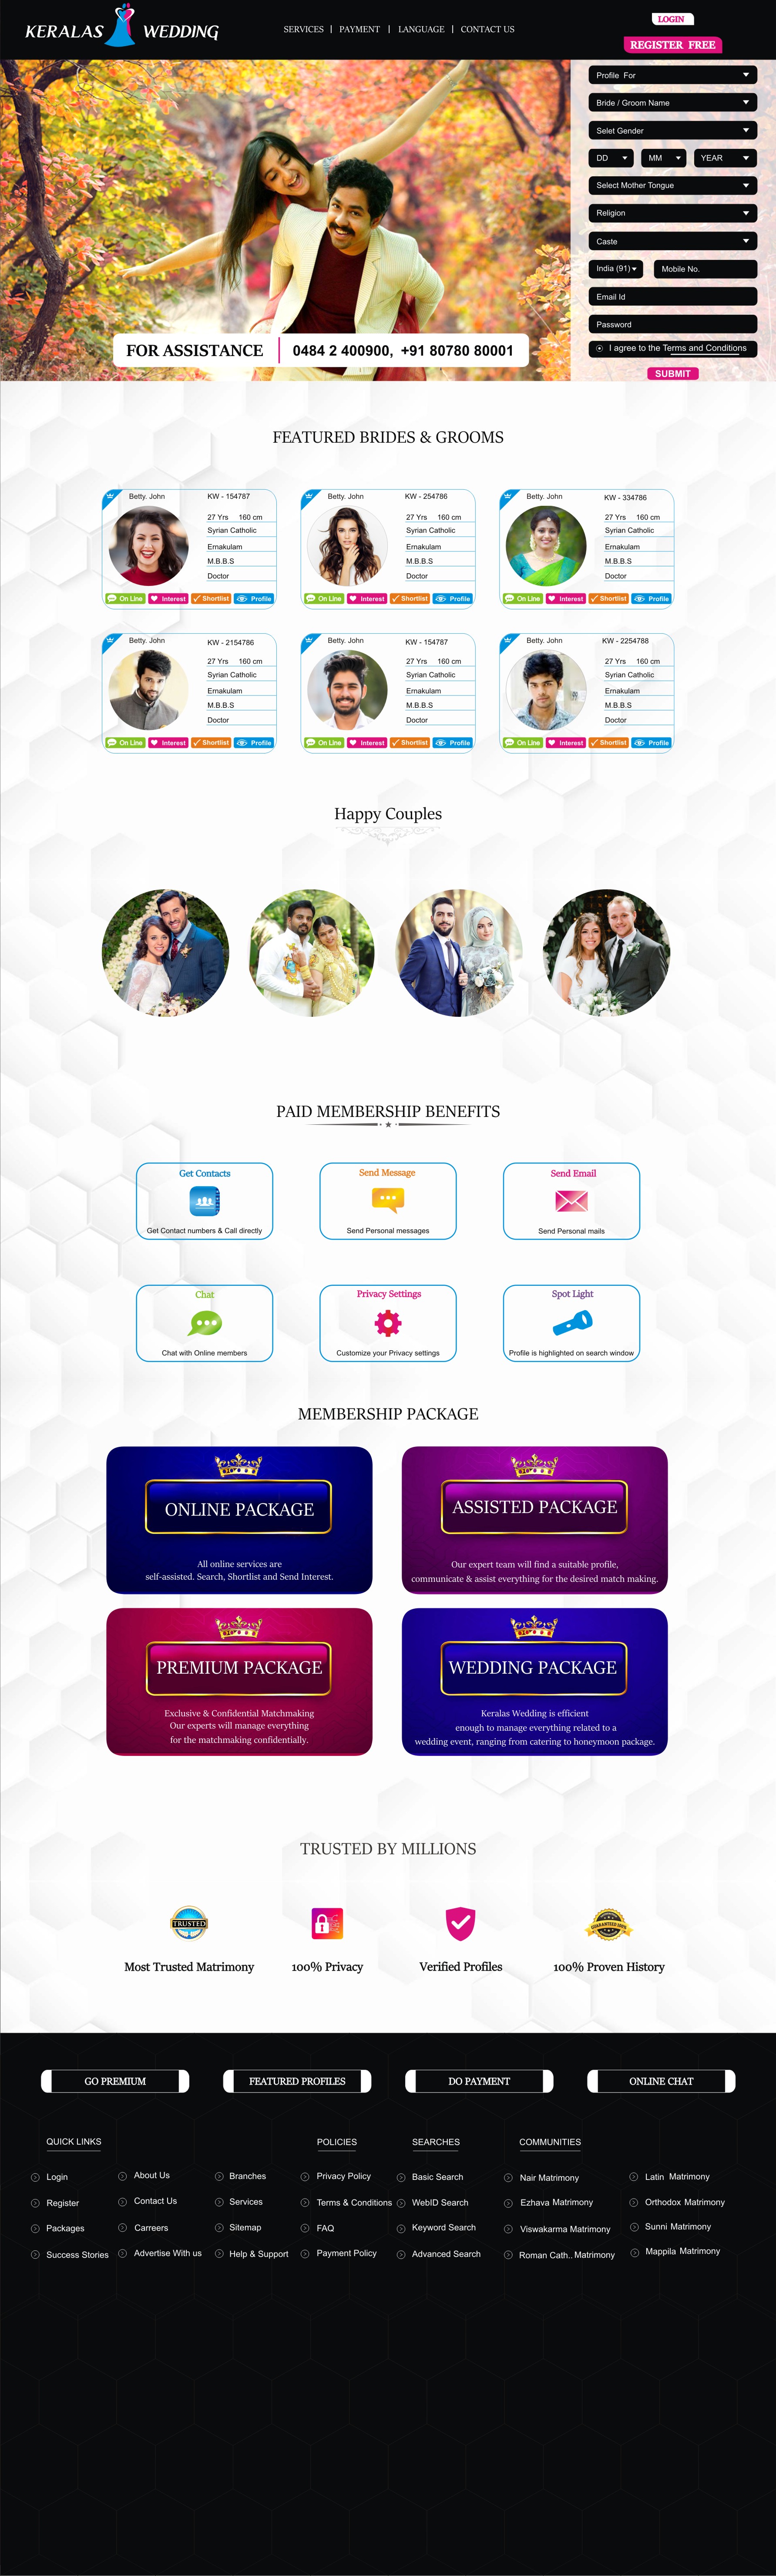 KERALAS WEDDING
SERVICES | PAYMENT | LANGUAGE | CONTACT US
LOGIN
REGISTER FREE
Profile For
Bride / Groom Name
Selet Gender
DD MM YEAR
Select Mother Tongue
Religion
Caste
India (91) Mobile No.
Email Id
Password
I agree to the Terms and Conditions
SUBMIT
FOR ASSISTANCE | 0484 2 400900, +91 80780 80001
FEATURED BRIDES & GROOMS
Betty. John KW - 154787
27 Yrs 160 cm
Syrian Catholic
Ernakulam
M.B.B.S
Doctor
On LIne Interest Shortlist Profile
Betty. John KW - 254786
27 Yrs 160 cm
Syrian Catholic
Ernakulam
M.B.B.S
Doctor
On LIne Interest Shortlist Profile
Betty. John KW - 334786
27 Yrs 160 cm
Syrian Catholic
Ernakulam
M.B.B.S
Doctor
On LIne Interest Shortlist Profile
Betty. John KW - 2154786
27 Yrs 160 cm
Syrian Catholic
Ernakulam
M.B.B.S
Doctor
On LIne Interest Shortlist Profile
Betty. John KW - 154787
27 Yrs 160 cm
Syrian Catholic
Ernakulam
M.B.B.S
Doctor
On LIne Interest Shortlist Profile
Betty. John KW - 2254788
27 Yrs 160 cm
Syrian Catholic
Ernakulam
M.B.B.S
Doctor
On LIne Interest Shortlist Profile
Happy Couples
PAID MEMBERSHIP BENEFITS
Get Contacts
Get Contact numbers & Call directly
Send Message
Send Personal messages
Send Email
Send Personal mails
Chat
Chat with Online members
Privacy Settings
Customize your Privacy settings
Spot Light
Profile is highlighted on search window
MEMBERSHIP PACKAGE
ONLINE PACKAGE
All online services are
self-assisted. Search, Shortlist and Send Interest.
ASSISTED PACKAGE
Our expert team will find a suitable profile,
communicate & assist everything for the desired match making.
PREMIUM PACKAGE
Exclusive & Confidential Matchmaking
Our experts will manage everything
for the matchmaking confidentially.
WEDDING PACKAGE
Keralas Wedding is efficient
enough to manage everything related to a
wedding event, ranging from catering to honeymoon package.
TRUSTED BY MILLIONS
TRUSTED
GUARANTEED 100%
Most Trusted Matrimony
100% Privacy
Verified Profiles
100% Proven History
GO PREMIUM
FEATURED PROFILES
DO PAYMENT
ONLINE CHAT
QUICK LINKS
Login
Register
Packages
Success Stories
About Us
Contact Us
Carreers
Advertise With us
Branches
Services
Sitemap
Help & Support
POLICIES
Privacy Policy
Terms & Conditions
FAQ
Payment Policy
SEARCHES
Basic Search
WebID Search
Keyword Search
Advanced Search
COMMUNITIES
Nair Matrimony
Ezhava Matrimony
Viswakarma Matrimony
Roman Cath.. Matrimony
Latin Matrimony
Orthodox Matrimony
Sunni Matrimony
Mappila Matrimony